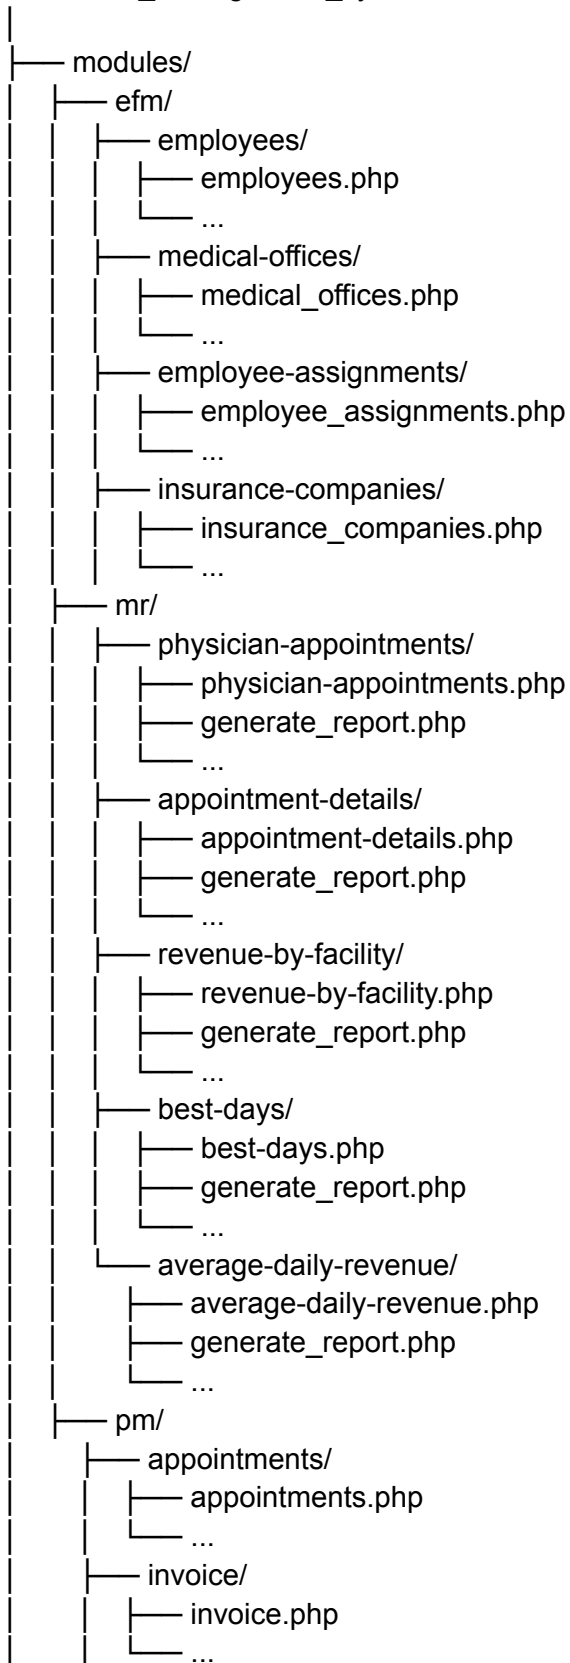 modules/
efm/
employees/
employees.php
...
medical-offices/
medical_offices.php
...
employee-assignments/
employee_assignments.php
...
insurance-companies/
insurance_companies.php
...
mr/
physician-appointments/
physician-appointments.php
generate_report.php
...
appointment-details/
appointment-details.php
generate_report.php
...
revenue-by-facility/
revenue-by-facility.php
generate_report.php
...
best-days/
best-days.php
generate_report.php
...
average-daily-revenue/
average-daily-revenue.php
generate_report.php
...
pm/
appointments/
appointments.php
...
invoice/
invoice.php
...